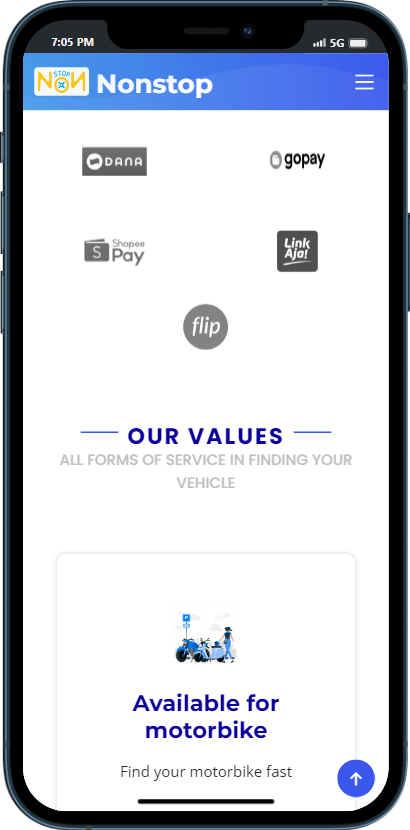 7:05 PM
5G
STOP
NON
Nonstop
DANA
gopay
S
Shopee
Pay
Link
Aja!
flip
OUR VALUES
ALL FORMS OF SERVICE IN FINDING YOUR
VEHICLE
P
Available for
motorbike
Find your motorbike fast